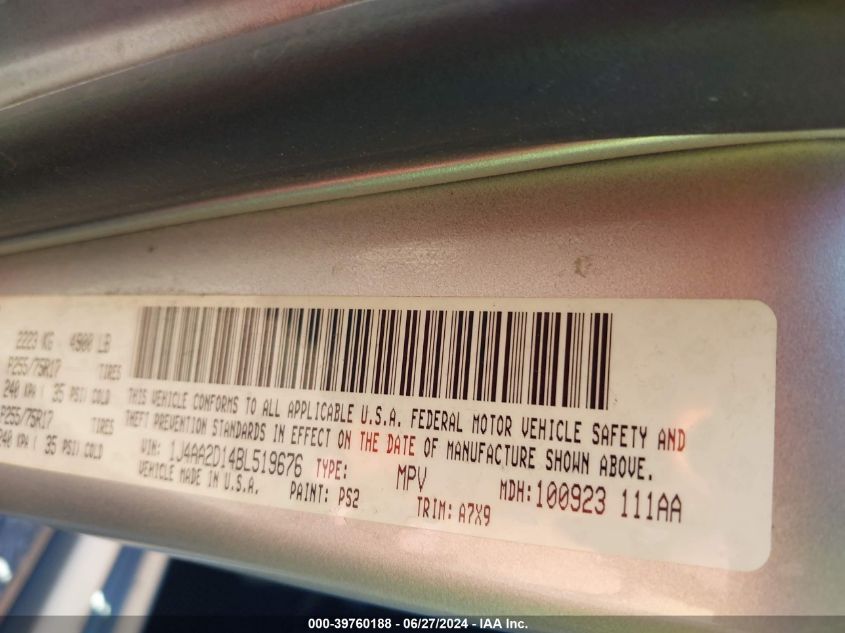 2223 KG 4900 LB
P255/75R17 TIRES
240 KPA ( 35 PSI) COLD
P255/75R17 TIRES
240 KPA ( 35 PSI) COLD
THIS VEHICLE CONFORMS TO ALL APPLICABLE U.S.A. FEDERAL MOTOR VEHICLE SAFETY AND
THEFT PREVENTION STANDARDS IN EFFECT ON THE DATE OF MANUFACTURE SHOWN ABOVE.
VIN: 1J4AA2D14BL519676 TYPE: MPV MDH:100923 111AA
VEHICLE MADE IN U.S.A. PAINT: PS2 TRIM: A7X9
000-39760188 - 06/27/2024 - IAA Inc.